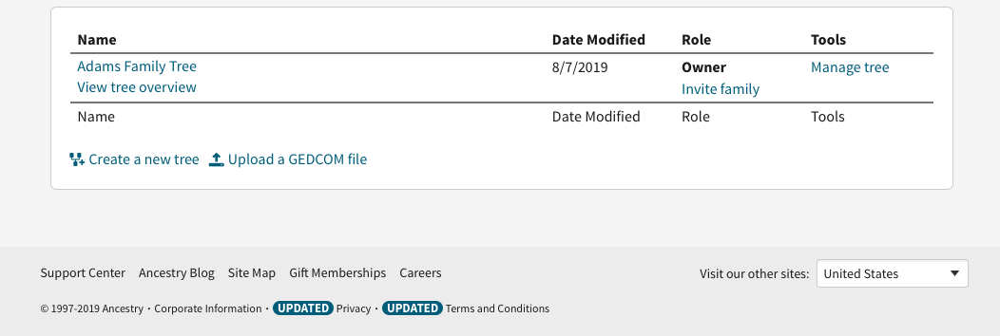 Name Date Modified Role Tools
Adams Family Tree 8/7/2019 Owner Manage tree
View tree overview Invite family
Name Date Modified Role Tools
Create a new tree Upload a GEDCOM file
Support Center Ancestry Blog Site Map Gift Memberships Careers Visit our other sites: United States
© 1997-2019 Ancestry · Corporate Information · UPDATED Privacy · UPDATED Terms and Conditions